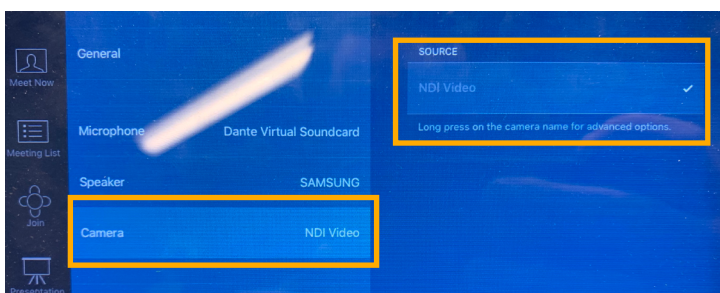 Meet Now
Meeting List
Join
Presentation
General
Microphone Dante Virtual Soundcard
Speaker SAMSUNG
Camera NDI Video
SOURCE
NDI Video
Long press on the camera name for advanced options.